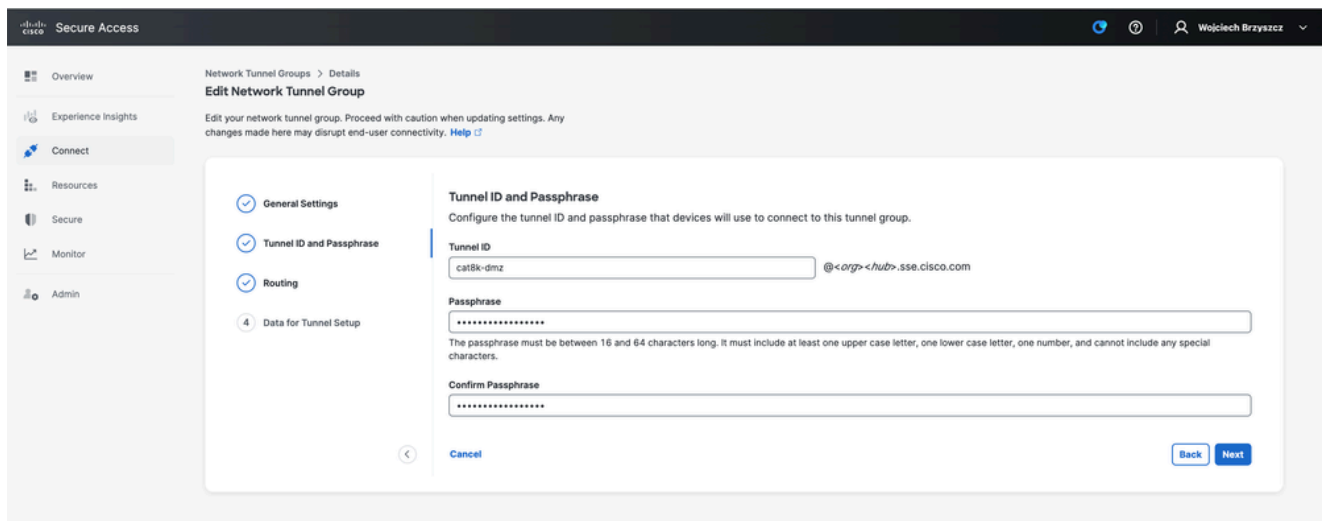 cisco Secure Access
Wojciech Brzyszcz
Overview
Experience Insights
Connect
Resources
Secure
Monitor
Admin
Network Tunnel Groups > Details
Edit Network Tunnel Group
Edit your network tunnel group. Proceed with caution when updating settings. Any
changes made here may disrupt end-user connectivity. Help
General Settings
Tunnel ID and Passphrase
Routing
4 Data for Tunnel Setup
Tunnel ID and Passphrase
Configure the tunnel ID and passphrase that devices will use to connect to this tunnel group.
Tunnel ID
cat8k-dmz @<org><hub>.sse.cisco.com
Passphrase
•••••••••••••••••
The passphrase must be between 16 and 64 characters long. It must include at least one upper case letter, one lower case letter, one number, and cannot include any special
characters.
Confirm Passphrase
•••••••••••••••••
Cancel
Back Next